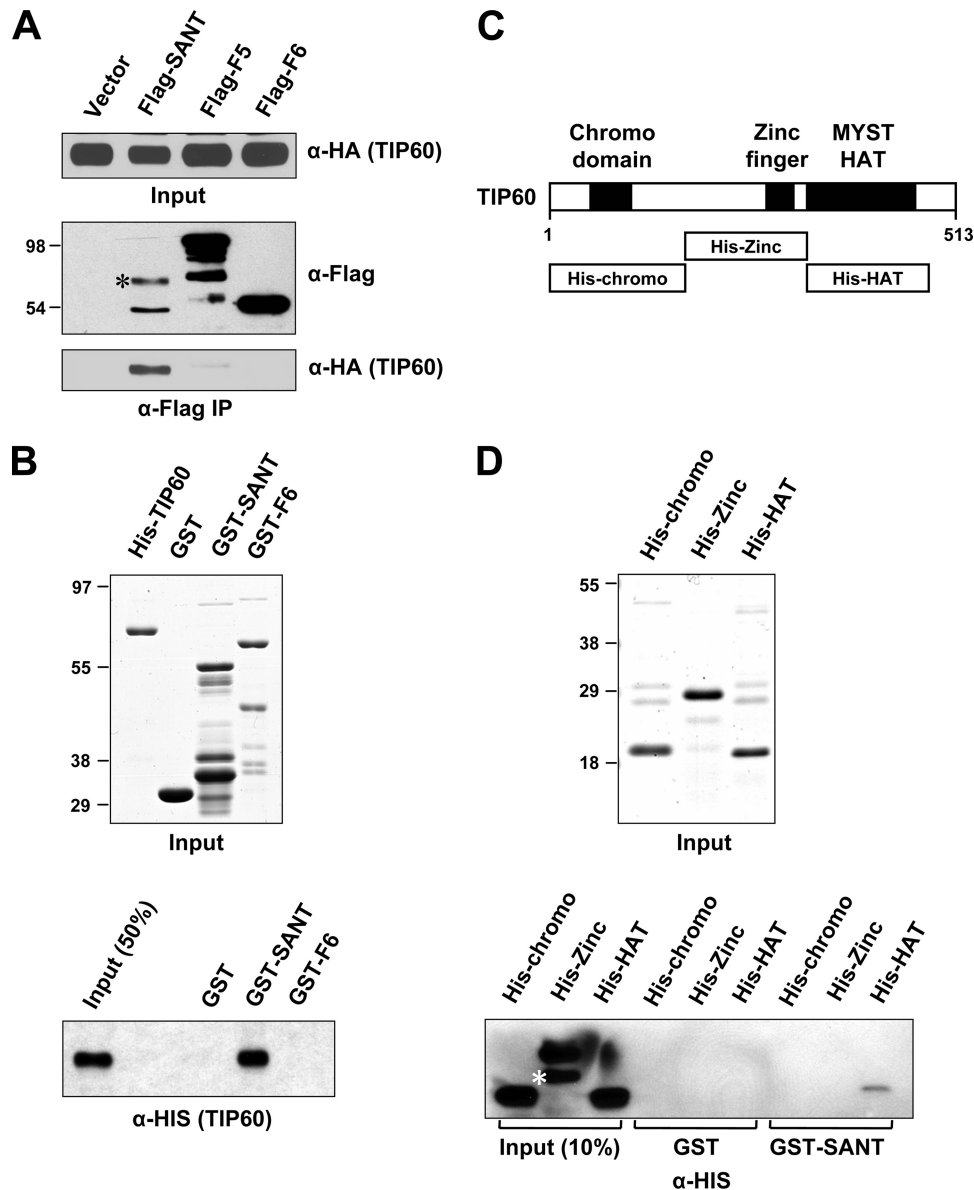 A
Vector
Flag-SANT
Flag-F5
Flag-F6
α-HA (TIP60)
Input
98
*
54
α-Flag
α-HA (TIP60)
α-Flag IP
C
Chromo domain
Zinc finger
MYST HAT
TIP60
1
513
His-Zinc
His-chromo
His-HAT
B
His-TIP60
GST
GST-SANT
GST-F6
97
55
38
29
Input
Input (50%)
GST
GST-SANT
GST-F6
α-HIS (TIP60)
D
His-chromo
His-Zinc
His-HAT
55
38
29
18
Input
His-chromo
His-Zinc
His-HAT
His-chromo
His-Zinc
His-HAT
His-chromo
His-Zinc
His-HAT
*
Input (10%)
GST
GST-SANT
α-HIS